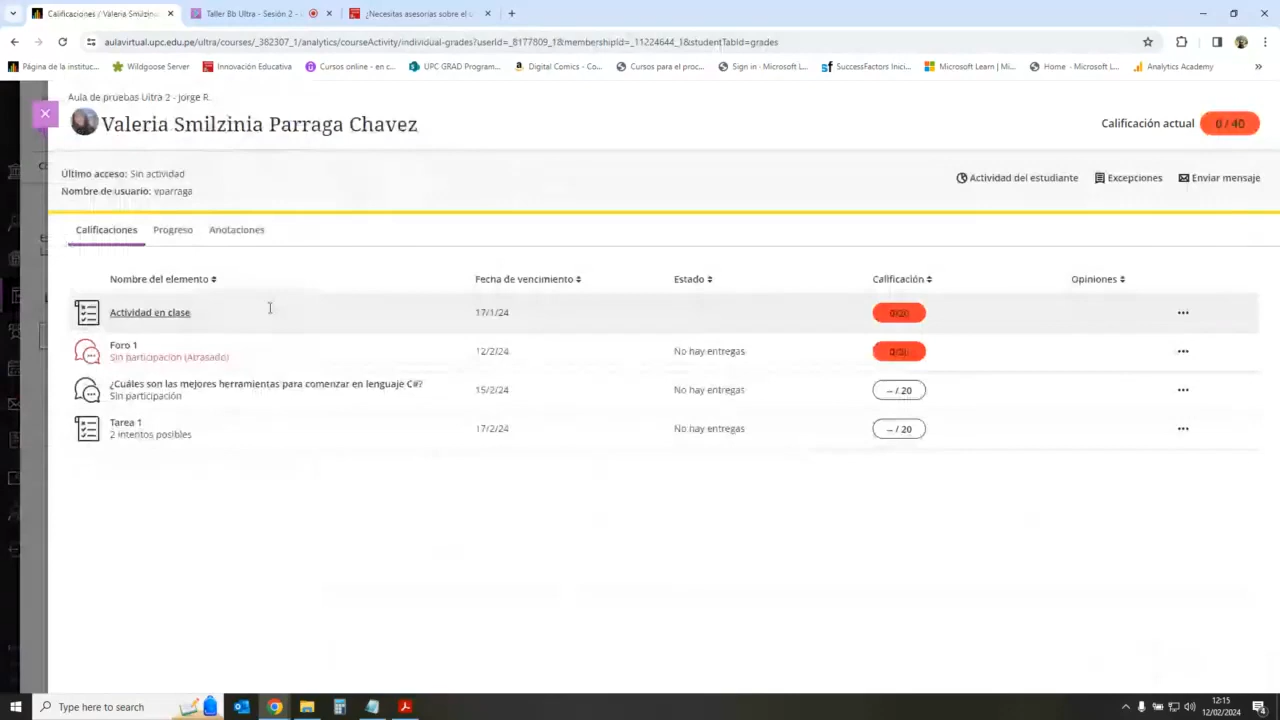 Calificaciones / Valeria Smilzini
Taller Bb Ultra - Sesión 2 -
¿Necesitas asesorías sobre el u
aulavirtual.upc.edu.pe/ultra/courses/_382307_1/analytics/courseActivity/individual-grades?userId=_8177809_1&membershipId=_11224644_1&studentTabId=grades
Página de la instituc...
Wildgoose Server
Innovación Educativa
Cursos online - en c...
UPC GRAD Program...
Digital Comics - Co...
Cursos para el proc...
Sign in - Microsoft L...
SuccessFactors Inici...
Microsoft Learn | Mi...
Home - Microsoft L...
Analytics Academy
Aula de pruebas Ultra 2 - Jorge R.
Valeria Smilzinia Parraga Chavez
Calificación actual 0 / 40
Último acceso: Sin actividad
Nombre de usuario: vparraga
Actividad del estudiante
Excepciones
Enviar mensaje
Calificaciones
Progreso
Anotaciones
Nombre del elemento
Fecha de vencimiento
Estado
Calificación
Opiniones
Actividad en clase
17/1/24
0/20
Foro 1
Sin participación (Atrasado)
12/2/24
No hay entregas
¿Cuáles son las mejores herramientas para comenzar en lenguaje C#?
Sin participación
15/2/24
No hay entregas
– / 20
Tarea 1
2 intentos posibles
17/2/24
No hay entregas
– / 20
Type here to search
12:15
12/02/2024
4